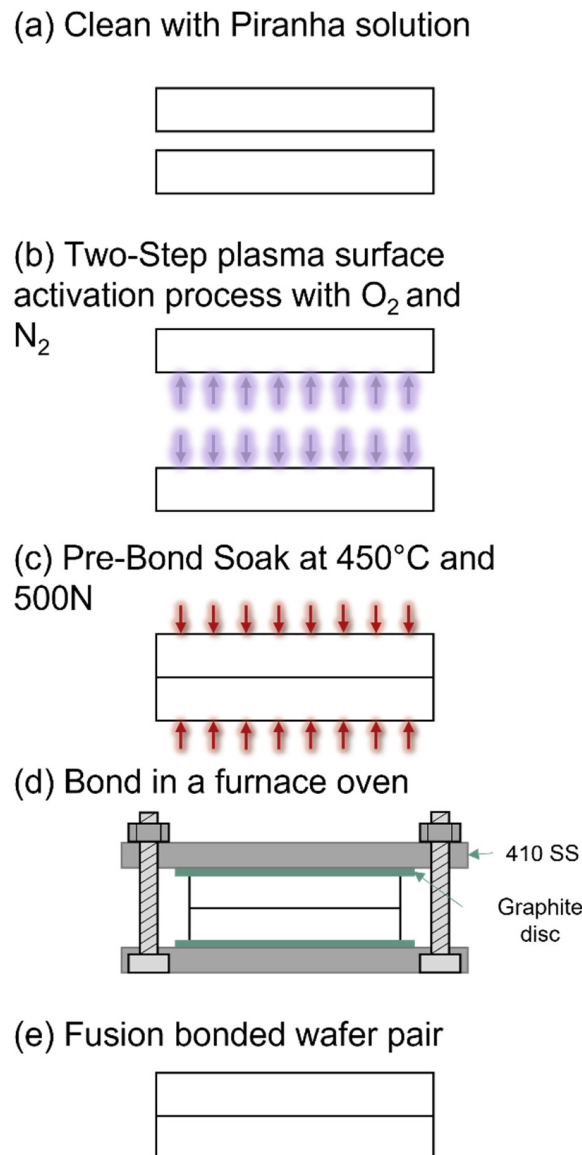 (a) Clean with Piranha solution
(b) Two-Step plasma surface
activation process with O₂ and
N₂
(c) Pre-Bond Soak at 450°C and
500N
(d) Bond in a furnace oven
410 SS
Graphite
disc
(e) Fusion bonded wafer pair